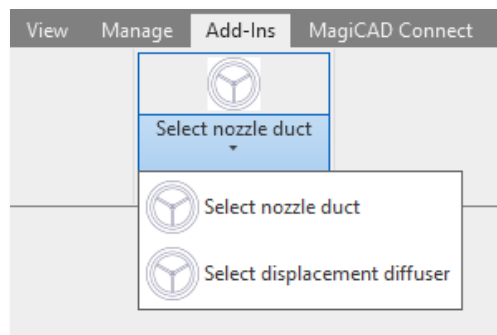 View Manage Add-Ins MagiCAD Connect
Select nozzle duct
Select nozzle duct
Select displacement diffuser